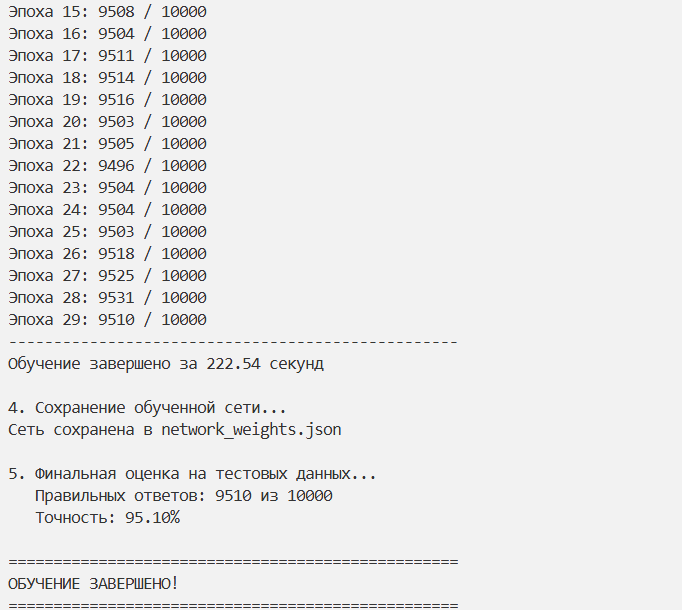 Эпоха 15: 9508 / 10000
Эпоха 16: 9504 / 10000
Эпоха 17: 9511 / 10000
Эпоха 18: 9514 / 10000
Эпоха 19: 9516 / 10000
Эпоха 20: 9503 / 10000
Эпоха 21: 9505 / 10000
Эпоха 22: 9496 / 10000
Эпоха 23: 9504 / 10000
Эпоха 24: 9504 / 10000
Эпоха 25: 9503 / 10000
Эпоха 26: 9518 / 10000
Эпоха 27: 9525 / 10000
Эпоха 28: 9531 / 10000
Эпоха 29: 9510 / 10000
--------------------------------------------------
Обучение завершено за 222.54 секунд
4. Сохранение обученной сети...
Сеть сохранена в network_weights.json
5. Финальная оценка на тестовых данных...
Правильных ответов: 9510 из 10000
Точность: 95.10%
==================================================
ОБУЧЕНИЕ ЗАВЕРШЕНО!
==================================================